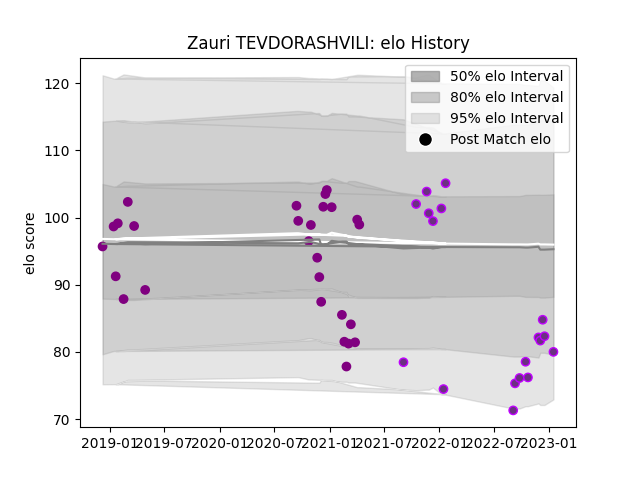 Zauri TEVDORASHVILI: elo History
120
110
100
90
80
70
elo score
50% elo Interval
80% elo Interval
95% elo Interval
Post Match elo
2019-01 2019-07 2020-01 2020-07 2021-01 2021-07 2022-01 2022-07 2023-01